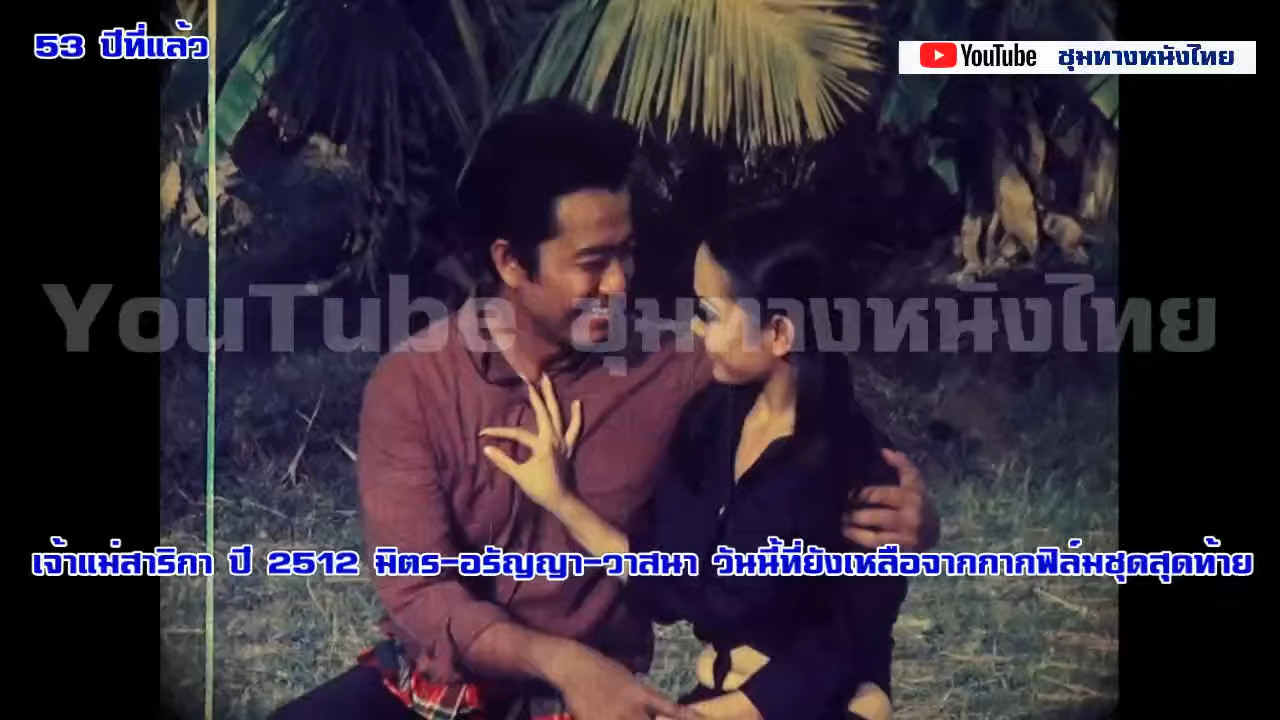 53 ปีที่แล้ว
YouTube ชุมทางหนังไทย
YouTube ชุมทางหนังไทย
เจ้าแม่สาริกา ปี 2512 มิตร-อรัญญา-วาสนา วันนี้ที่ยังเหลือจากกากฟิล์มชุดสุดท้าย